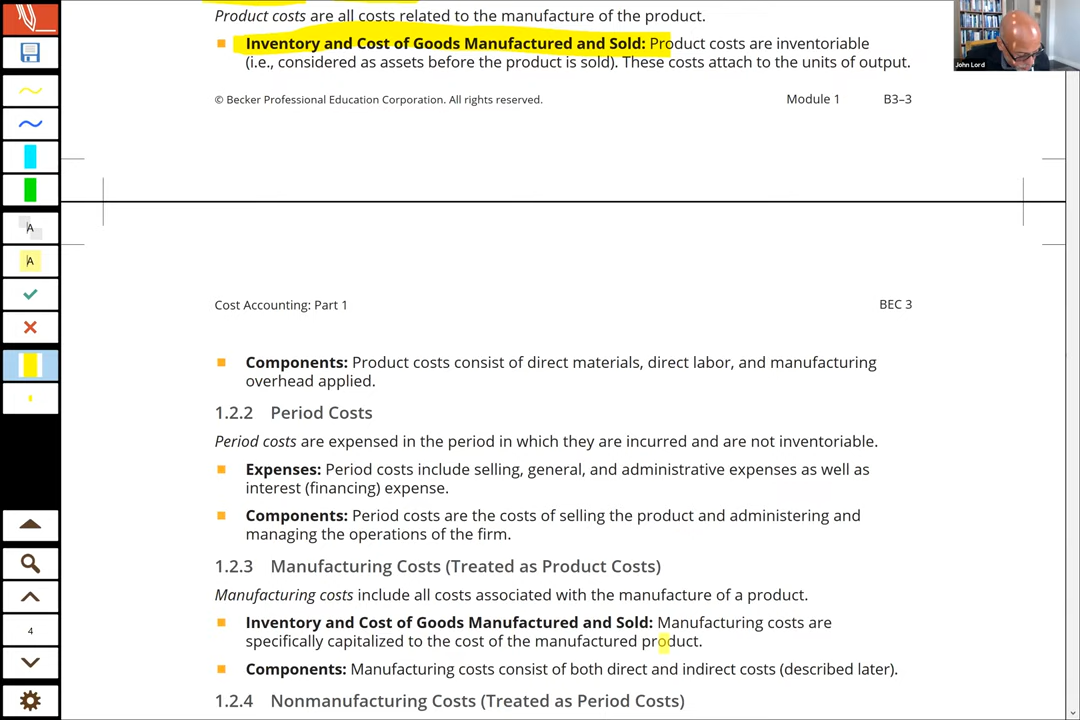 Product costs are all costs related to the manufacture of the product.
Inventory and Cost of Goods Manufactured and Sold: Product costs are inventoriable
(i.e., considered as assets before the product is sold). These costs attach to the units of output.
John Lord
© Becker Professional Education Corporation. All rights reserved. Module 1 B3–3
A
A
Cost Accounting: Part 1 BEC 3
Components: Product costs consist of direct materials, direct labor, and manufacturing
overhead applied.
1.2.2 Period Costs
Period costs are expensed in the period in which they are incurred and are not inventoriable.
Expenses: Period costs include selling, general, and administrative expenses as well as
interest (financing) expense.
Components: Period costs are the costs of selling the product and administering and
managing the operations of the firm.
1.2.3 Manufacturing Costs (Treated as Product Costs)
Manufacturing costs include all costs associated with the manufacture of a product.
Inventory and Cost of Goods Manufactured and Sold: Manufacturing costs are
specifically capitalized to the cost of the manufactured product.
4
Components: Manufacturing costs consist of both direct and indirect costs (described later).
1.2.4 Nonmanufacturing Costs (Treated as Period Costs)